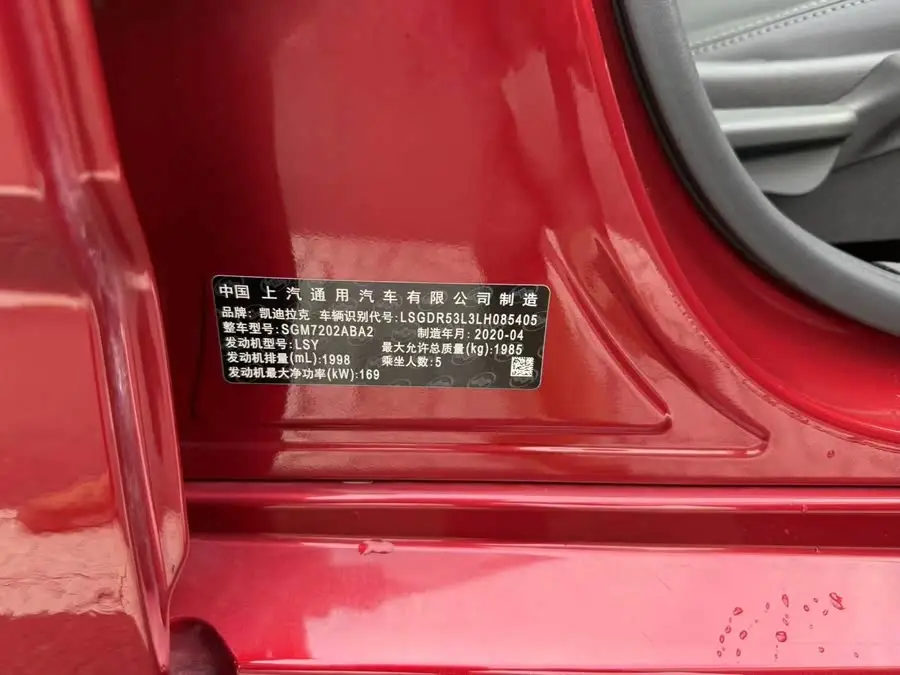 中国 上汽通用汽车有限公司制造
品牌: 凯迪拉克 车辆识别代号:LSGDR53L3LH085405
整车型号:SGM7202ABA2 制造年月: 2020-04
发动机型号:LSY 最大允许总质量(kg):1985
发动机排量(mL):1998 乘坐人数:5
发动机最大净功率(kW):169